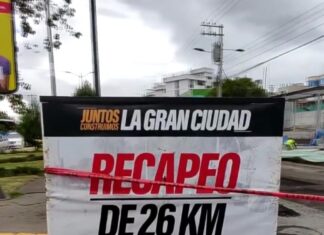 JUNTOS
CONSTRUIMOS
LA GRAN CIUDAD
RECAPEO
DE 26 KM